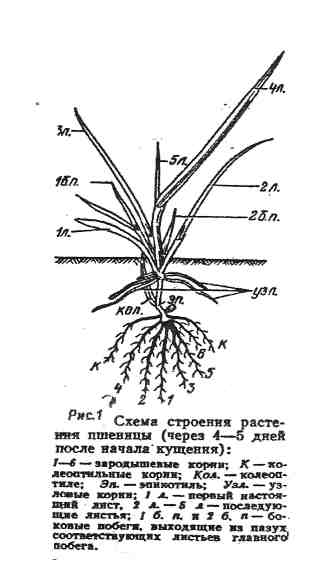 4л.
3л.
5л.
1б.п.
2л.
2б.п.
1л.
узл.
кол.
эп.
К
К
6
5
4
3
2
1
Рис.1 Схема строения расте-
ния пшеницы (через 4—5 дней
после начала кущения):
1—6 — зародышевые корни; К — ко-
леоптильные корни; Кол. — колеоп-
тиле; Эп. — эпикотиль; Узл. — уз-
ловые корни; 1 л. — первый настоя-
щий лист, 2 л. — 5 л — последую-
щие листья; 1 б. п. и 2 б. п — бо-
ковые побеги, выходящие из пазух
соответствующих листьев главного
побега.